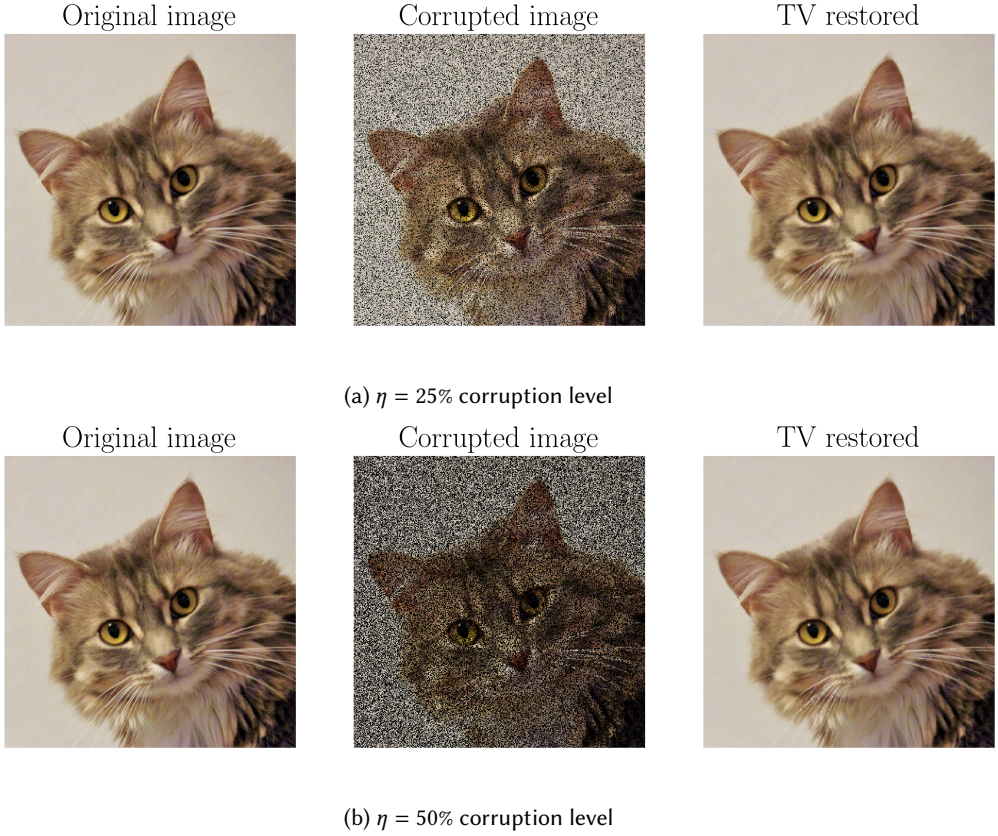 Original image Corrupted image TV restored
(a) η = 25% corruption level
Original image Corrupted image TV restored
(b) η = 50% corruption level